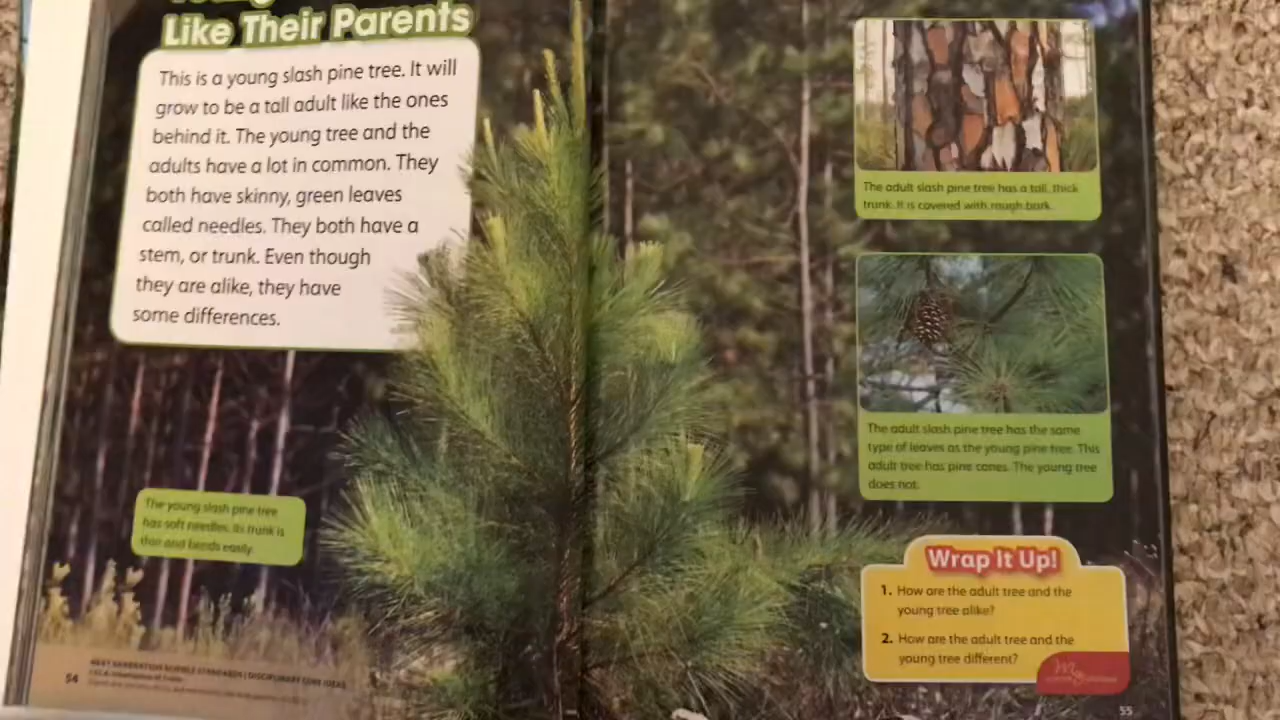 Like Their Parents
This is a young slash pine tree. It will
grow to be a tall adult like the ones
behind it. The young tree and the
adults have a lot in common. They
both have skinny, green leaves
called needles. They both have a
stem, or trunk. Even though
they are alike, they have
some differences.
The young slash pine tree
has soft needles. Its trunk is
thin and bends easily.
54
NEXT GENERATION SCIENCE STANDARDS | DISCIPLINARY CORE IDEAS
The adult slash pine tree has a tall, thick
trunk. It is covered with rough bark.
The adult slash pine tree has the same
type of leaves as the young pine tree. This
adult tree has pine cones. The young tree
does not.
Wrap It Up!
1. How are the adult tree and the
young tree alike?
2. How are the adult tree and the
young tree different?
55